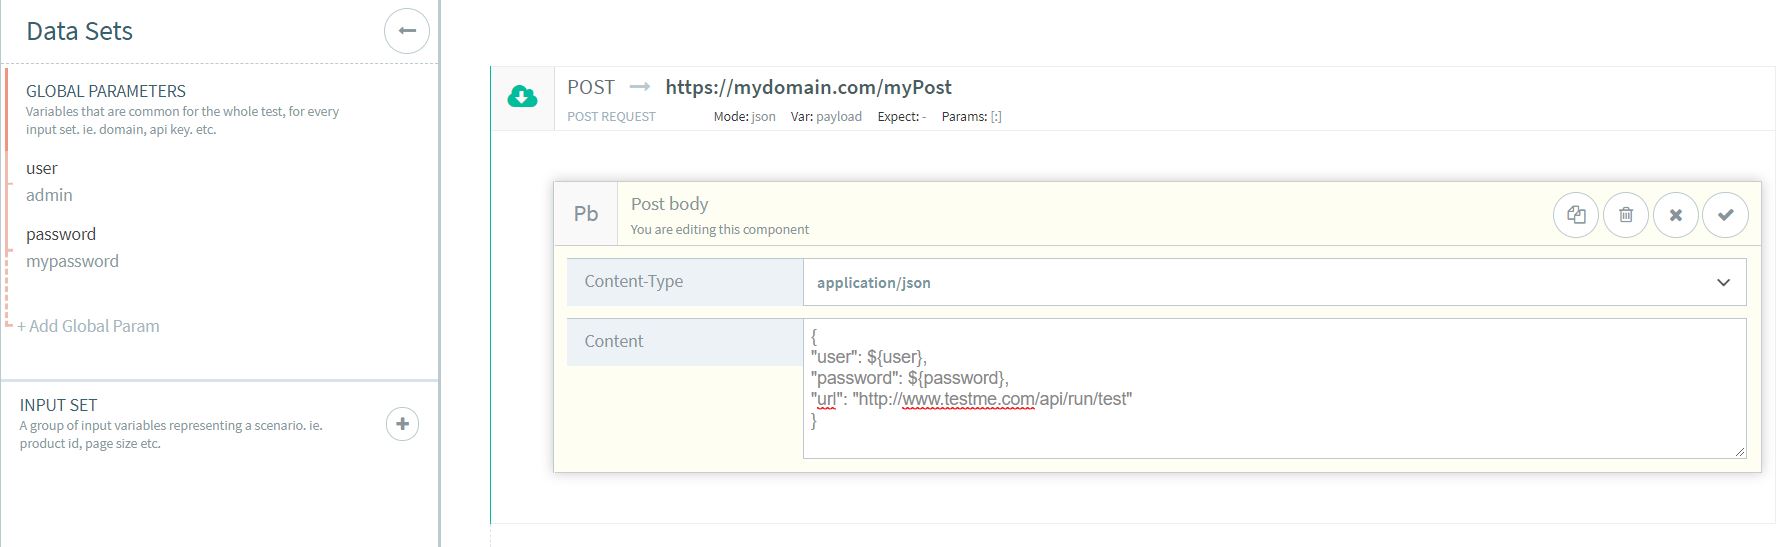 Data Sets
GLOBAL PARAMETERS
Variables that are common for the whole test, for every
input set. ie. domain, api key. etc.
user
admin
password
mypassword
+ Add Global Param
INPUT SET
A group of input variables representing a scenario. ie.
product id, page size etc.
POST → https://mydomain.com/myPost
POST REQUEST Mode: json Var: payload Expect: - Params: [:]
Pb
Post body
You are editing this component
Content-Type
application/json
Content
{
"user": ${user},
"password": ${password},
"url": "http://www.testme.com/api/run/test"
}